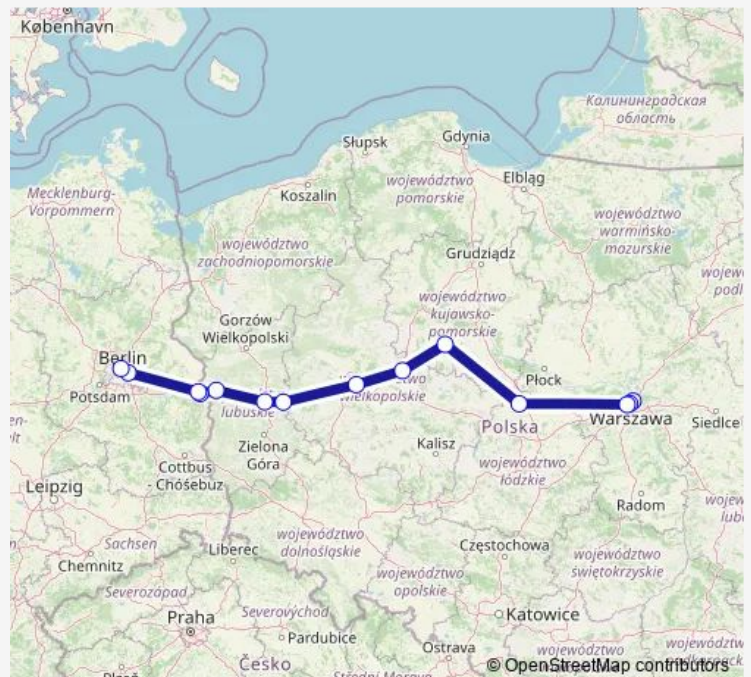 København
Калининградская
область
Słupsk
Gdynia
Koszalin
Elbląg
Mecklenburg-
Vorpommern
województwo
pomorskie
województwo
zachodniopomorskie
województwo
warmińsko-
mazurskie
Grudziądz
Gorzów
Wielkopolski
województwo
kujawsko-
pomorskie
Berlin
Potsdam
Płock
lubuskie
wielkopolskie
Warszawa
Siedlce
Polska
Zielona
Góra
Kalisz
Cottbus
- Chóśebuz
województwo
łódzkie
Leipzig
Radom
Sachsen
Liberec
województwo
dolnośląskie
Częstochowa
Chemnitz
województwo
opolskie
województwo
świętokrzyskie
Severozápad
Praha
Severovýchod
Katowice
Pardubice
Česko
Ostrava
© OpenStreetMap contributors